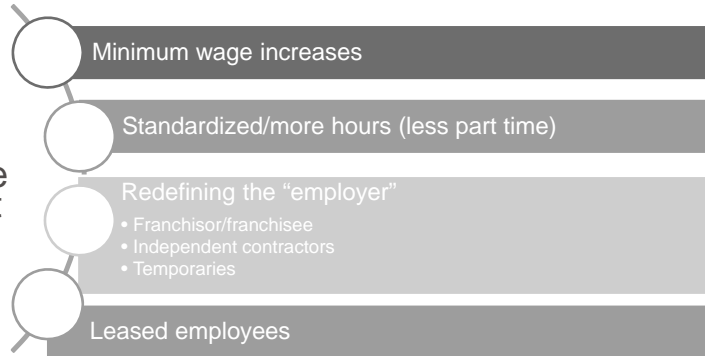 Minimum wage increases
Standardized/more hours (less part time)
Redefining the “employer”
• Franchisor/franchisee
• Independent contractors
• Temporaries
Leased employees